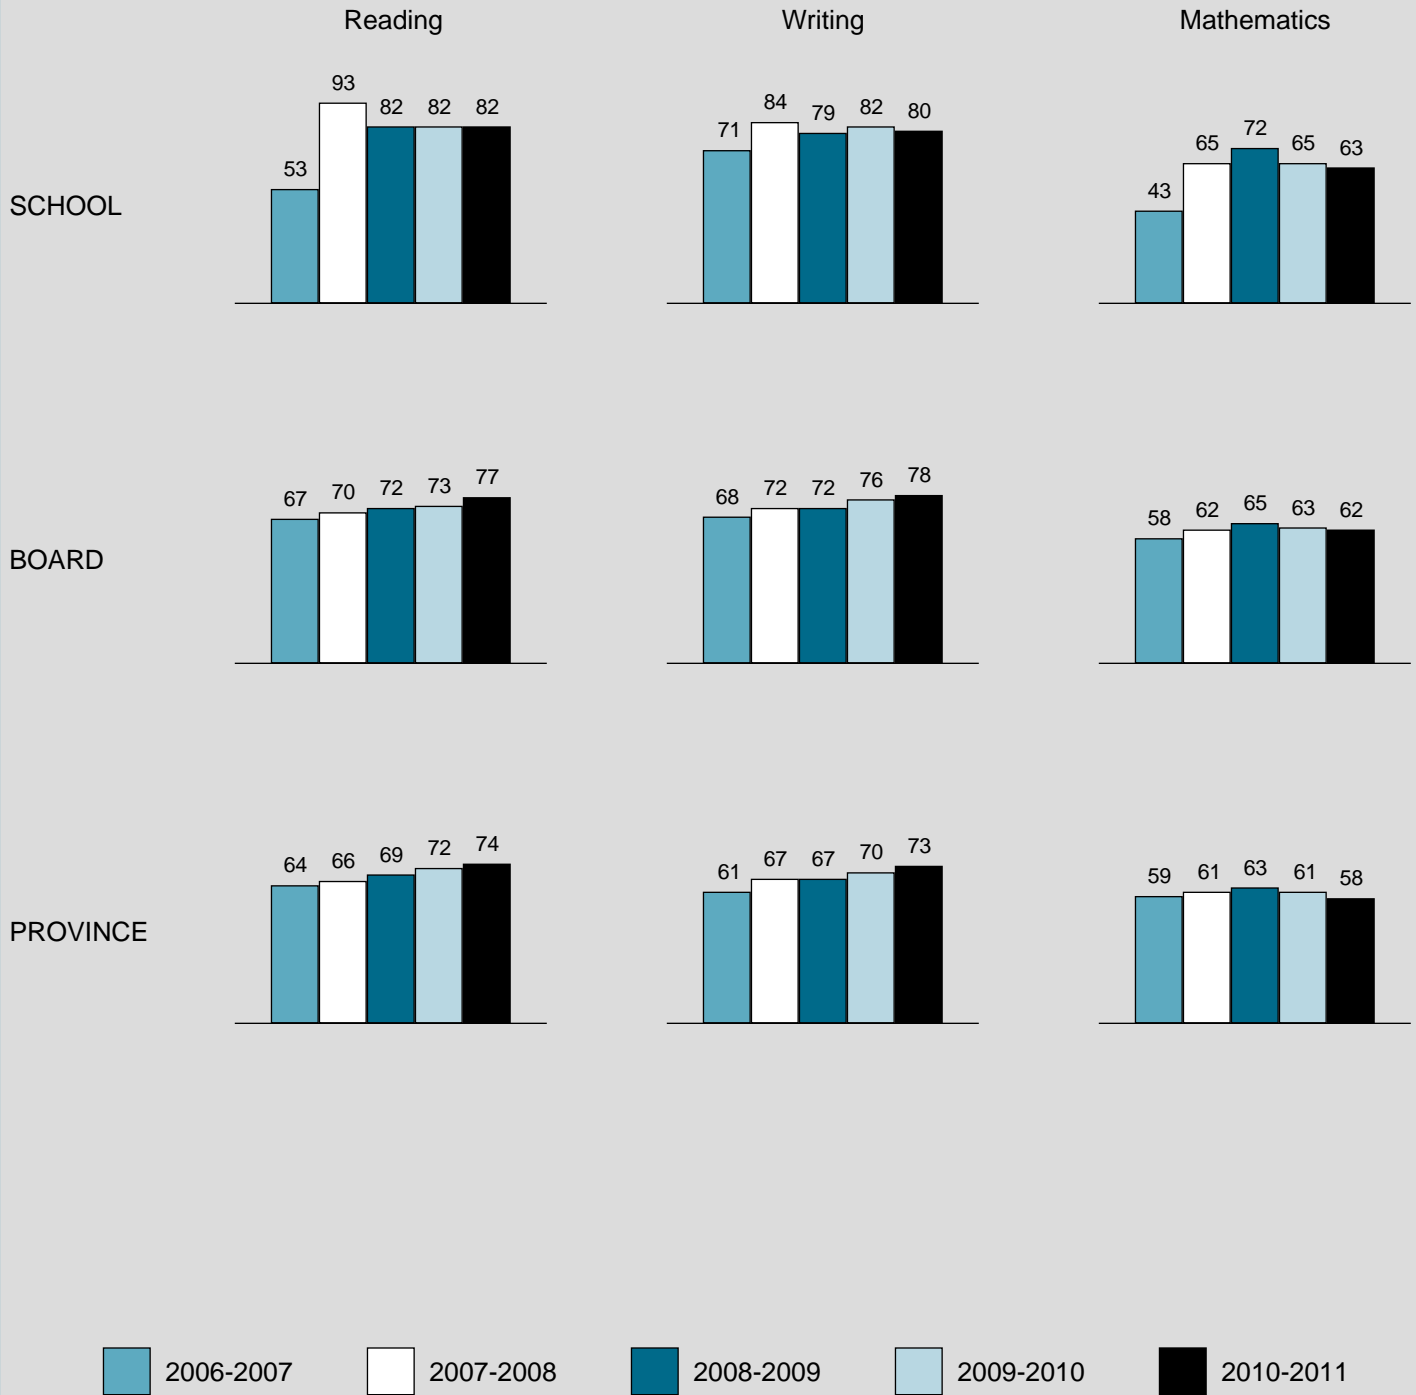 Reading Writing Mathematics
SCHOOL
53 93 82 82 82
71 84 79 82 80
43 65 72 65 63
BOARD
67 70 72 73 77
68 72 72 76 78
58 62 65 63 62
PROVINCE
64 66 69 72 74
61 67 67 70 73
59 61 63 61 58
2006-2007 2007-2008 2008-2009 2009-2010 2010-2011